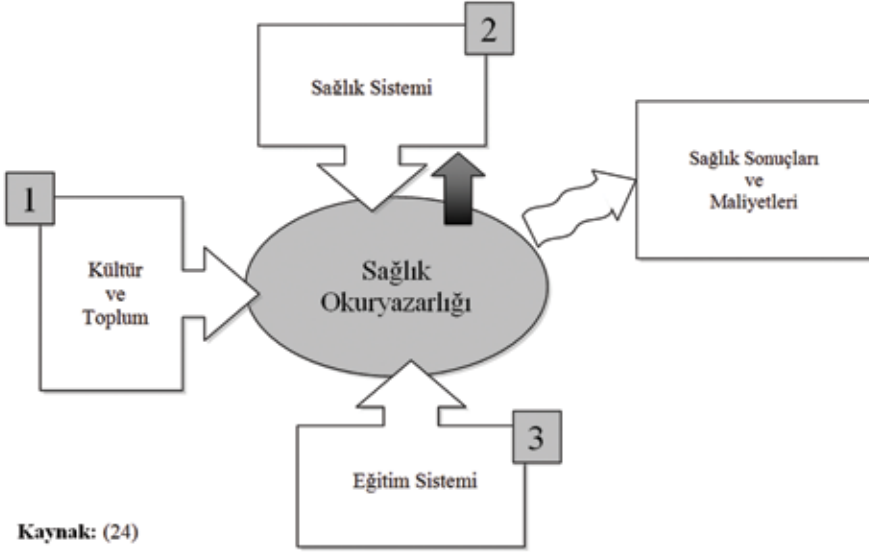 2
Sağlık Sistemi
Sağlık Sonuçları
ve
Maliyetleri
1
Kültür
ve
Toplum
Sağlık
Okuryazarlığı
3
Eğitim Sistemi
Kaynak: (24)